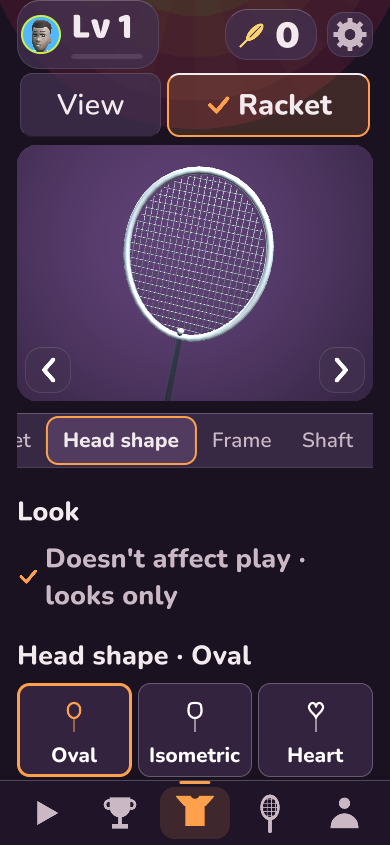 Lv 1
0
View
Racket
et
Head shape
Frame
Shaft
Look
Doesn't affect play ·
looks only
Head shape · Oval
Oval
Isometric
Heart